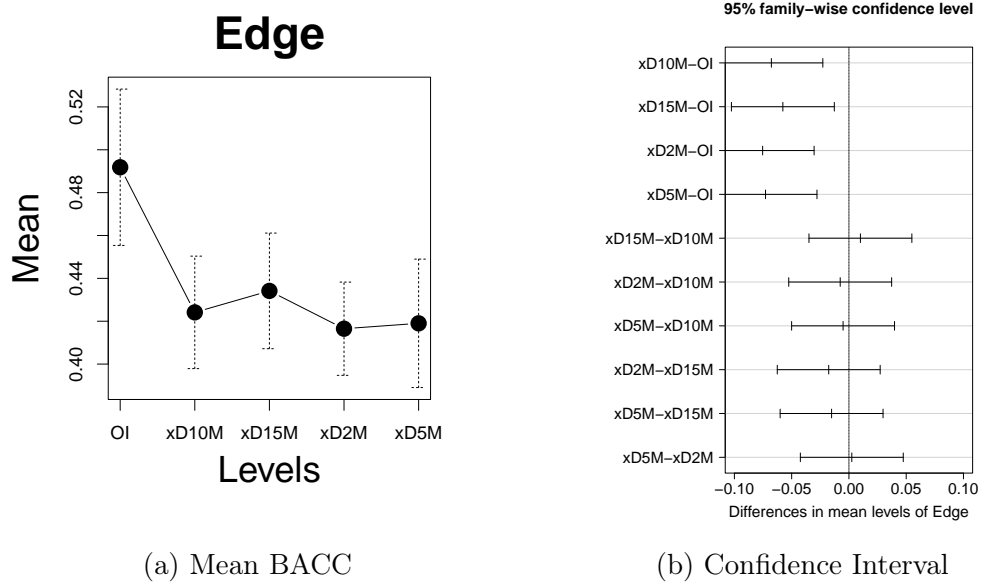 Edge
Mean
0.52
0.48
0.44
0.40
OI xD10M xD15M xD2M xD5M
Levels
(a) Mean BACC
95% family−wise confidence level
xD10M−OI
xD15M−OI
xD2M−OI
xD5M−OI
xD15M−xD10M
xD2M−xD10M
xD5M−xD10M
xD2M−xD15M
xD5M−xD15M
xD5M−xD2M
−0.10 −0.05 0.00 0.05 0.10
Differences in mean levels of Edge
(b) Confidence Interval